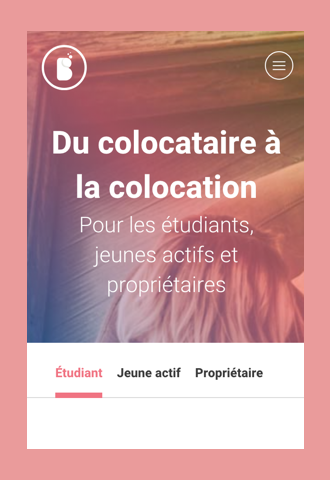 Du colocataire à
la colocation
Pour les étudiants,
jeunes actifs et
propriétaires
Étudiant Jeune actif Propriétaire